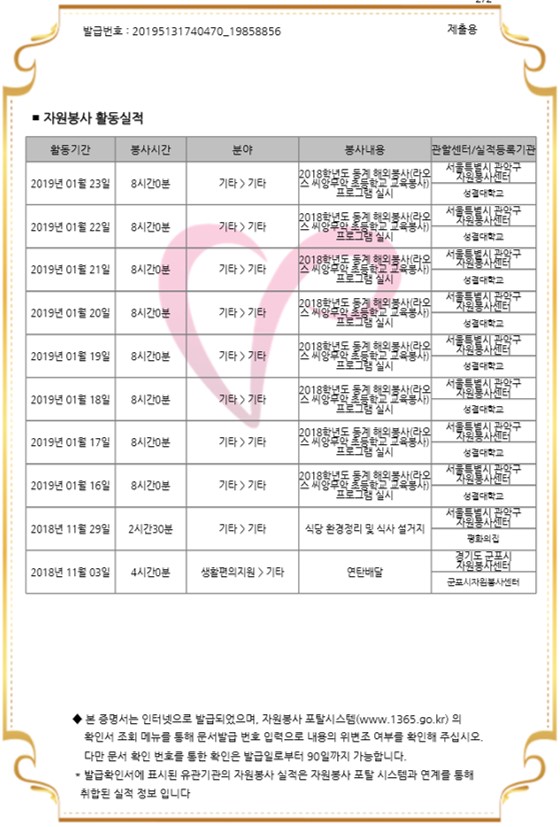 발급번호 : 20195131740470_19858856
제출용
■ 자원봉사 활동실적
활동기간 봉사시간 분야 봉사내용 관할센터/실적등록기관
2019년 01월 23일 8시간0분 기타 > 기타 2018학년도 동계 해외봉사(라오
스 씨앙부악 초등학교 교육봉사)
프로그램 실시
서울특별시 관악구
자원봉사센터
성결대학교
2019년 01월 22일 8시간0분 기타 > 기타 2018학년도 동계 해외봉사(라오
스 씨앙부악 초등학교 교육봉사)
프로그램 실시
서울특별시 관악구
자원봉사센터
성결대학교
2019년 01월 21일 8시간0분 기타 > 기타 2018학년도 동계 해외봉사(라오
스 씨앙부악 초등학교 교육봉사)
프로그램 실시
서울특별시 관악구
자원봉사센터
성결대학교
2019년 01월 20일 8시간0분 기타 > 기타 2018학년도 동계 해외봉사(라오
스 씨앙부악 초등학교 교육봉사)
프로그램 실시
서울특별시 관악구
자원봉사센터
성결대학교
2019년 01월 19일 8시간0분 기타 > 기타 2018학년도 동계 해외봉사(라오
스 씨앙부악 초등학교 교육봉사)
프로그램 실시
서울특별시 관악구
자원봉사센터
성결대학교
2019년 01월 18일 8시간0분 기타 > 기타 2018학년도 동계 해외봉사(라오
스 씨앙부악 초등학교 교육봉사)
프로그램 실시
서울특별시 관악구
자원봉사센터
성결대학교
2019년 01월 17일 8시간0분 기타 > 기타 2018학년도 동계 해외봉사(라오
스 씨앙부악 초등학교 교육봉사)
프로그램 실시
서울특별시 관악구
자원봉사센터
성결대학교
2019년 01월 16일 8시간0분 기타 > 기타 2018학년도 동계 해외봉사(라오
스 씨앙부악 초등학교 교육봉사)
프로그램 실시
서울특별시 관악구
자원봉사센터
성결대학교
2018년 11월 29일 2시간30분 기타 > 기타 식당 환경정리 및 식사 설거지
서울특별시 관악구
자원봉사센터
평화의집
2018년 11월 03일 4시간0분 생활편의지원 > 기타 연탄배달
경기도 군포시
자원봉사센터
군포시자원봉사센터
◆ 본 증명서는 인터넷으로 발급되었으며, 자원봉사 포탈시스템(www.1365.go.kr) 의
확인서 조회 메뉴를 통해 문서발급 번호 입력으로 내용의 위변조 여부를 확인해 주십시오.
다만 문서 확인 번호를 통한 확인은 발급일로부터 90일까지 가능합니다.
* 발급확인서에 표시된 유관기관의 자원봉사 실적은 자원봉사 포탈 시스템과 연계를 통해
취합된 실적 정보 입니다